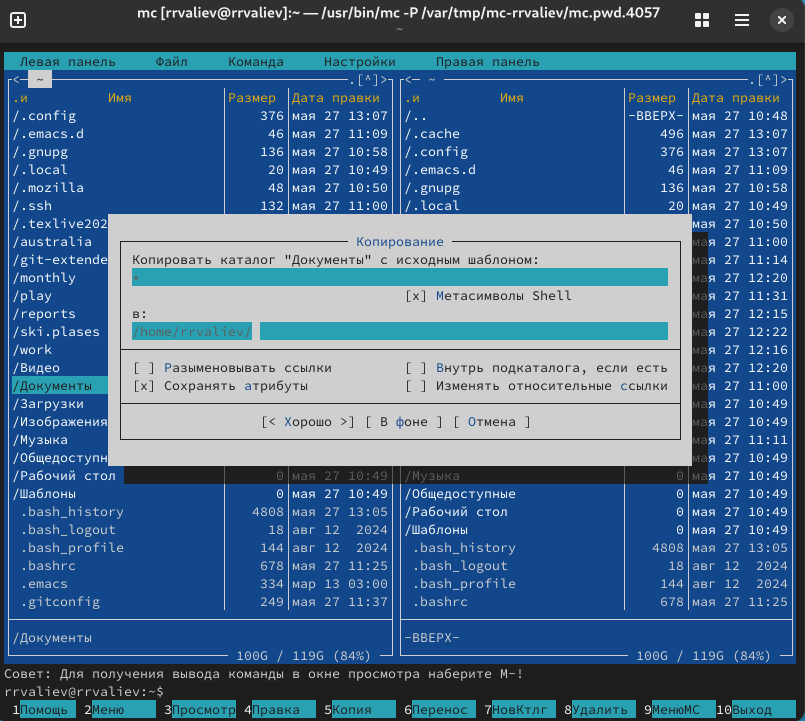 mc [rrvaliev@rrvaliev]:~ — /usr/bin/mc -P /var/tmp/mc-rrvaliev/mc.pwd.4057
~
Левая панель Файл Команда Настройки Правая панель
<— ~ .[^]> <— ~ .[^]>
.и Имя Размер Дата правки .и Имя Размер Дата правки
/.config 376 мая 27 13:07 /.. -ВВЕРХ- мая 27 10:48
/.emacs.d 46 мая 27 11:09 /.cache 496 мая 27 13:07
/.gnupg 136 мая 27 10:58 /.config 376 мая 27 13:07
/.local 20 мая 27 10:49 /.emacs.d 46 мая 27 11:09
/.mozilla 48 мая 27 10:50 /.gnupg 136 мая 27 10:58
/.ssh 132 мая 27 11:00 /.local 20 мая 27 10:49
/.texlive202 мая 27 10:50
/australia мая 27 11:00
/git-extende мая 27 11:14
/monthly мая 27 12:20
/play мая 27 11:31
/reports мая 27 12:15
/ski.plases мая 27 12:22
/work мая 27 12:16
/Видео мая 27 12:20
/Документы мая 27 11:00
/Загрузки мая 27 10:49
/Изображения мая 27 10:49
/Музыка мая 27 11:11
/Общедоступн мая 27 10:49
Копирование
Копировать каталог "Документы" с исходным шаблоном:
*
[x] Метасимволы Shell
в:
/home/rrvaliev/
[ ] Разыменовывать ссылки [ ] Внутрь подкаталога, если есть
[x] Сохранять атрибуты [ ] Изменять относительные ссылки
[< Хорошо >] [ В фоне ] [ Отмена ]
/Рабочий стол 0 мая 27 10:49 /Музыка 0 мая 27 10:49
/Шаблоны 0 мая 27 10:49 /Общедоступные 0 мая 27 10:49
.bash_history 4808 мая 27 13:05 /Рабочий стол 0 мая 27 10:49
.bash_logout 18 авг 12 2024 /Шаблоны 0 мая 27 10:49
.bash_profile 144 авг 12 2024 .bash_history 4808 мая 27 13:05
.bashrc 678 мая 27 11:25 .bash_logout 18 авг 12 2024
.emacs 334 мар 13 03:00 .bash_profile 144 авг 12 2024
.gitconfig 249 мая 27 11:37 .bashrc 678 мая 27 11:25
/Документы -ВВЕРХ-
100G / 119G (84%) 100G / 119G (84%)
Совет: Для получения вывода команды в окне просмотра наберите M-!
rrvaliev@rrvaliev:~$
1Помощь 2Меню 3Просмотр 4Правка 5Копия 6Перенос 7НовКтлг 8Удалить 9МенюMC 10Выход